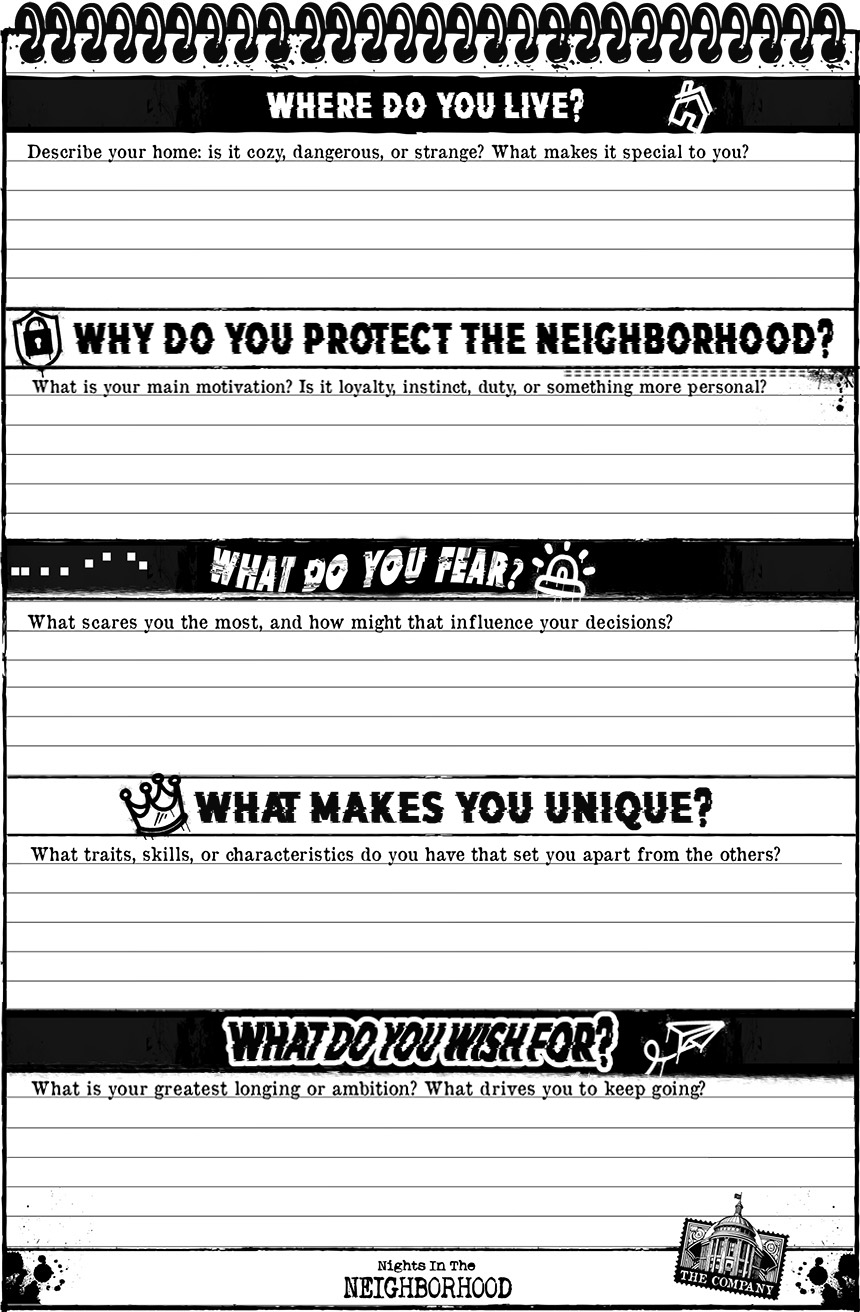 WHERE DO YOU LIVE?
Describe your home: is it cozy, dangerous, or strange? What makes it special to you?
WHY DO YOU PROTECT THE NEIGHBORHOOD?
What is your main motivation? Is it loyalty, instinct, duty, or something more personal?
WHAT DO YOU FEAR?
What scares you the most, and how might that influence your decisions?
WHAT MAKES YOU UNIQUE?
What traits, skills, or characteristics do you have that set you apart from the others?
WHAT DO YOU WISH FOR?
What is your greatest longing or ambition? What drives you to keep going?
THE COMPANY
Nights In The
NEIGHBORHOOD